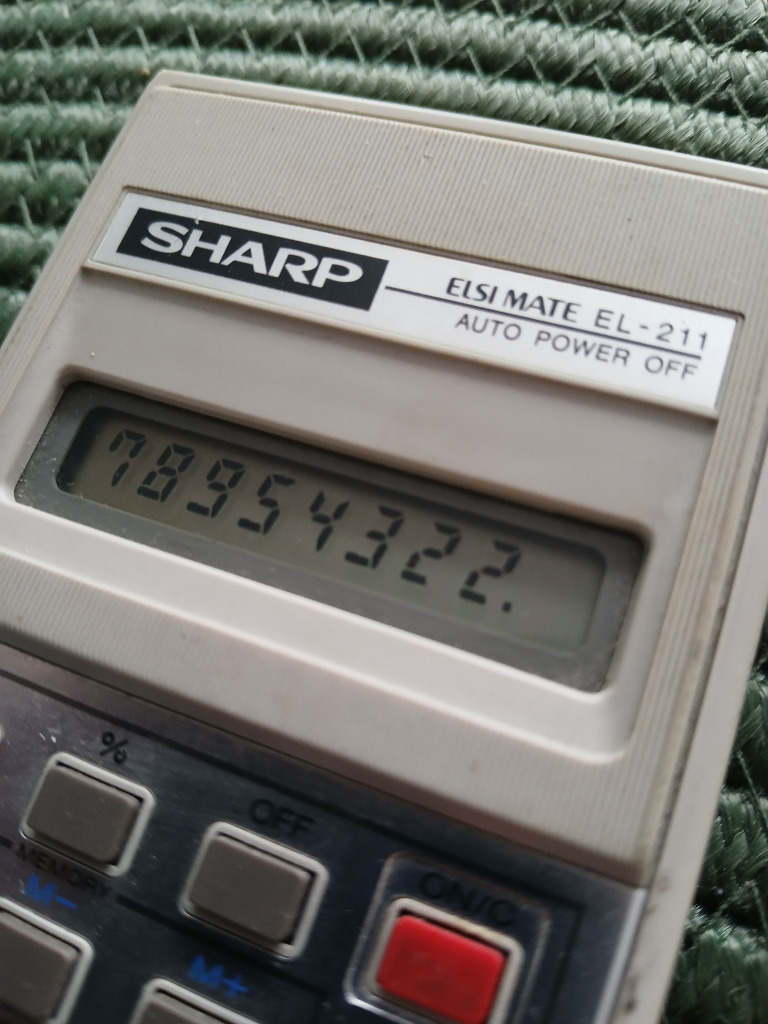 SHARP
ELSI MATE EL-211
AUTO POWER OFF
78954322.
%
OFF
ON/C
MEMORY
M-
M+